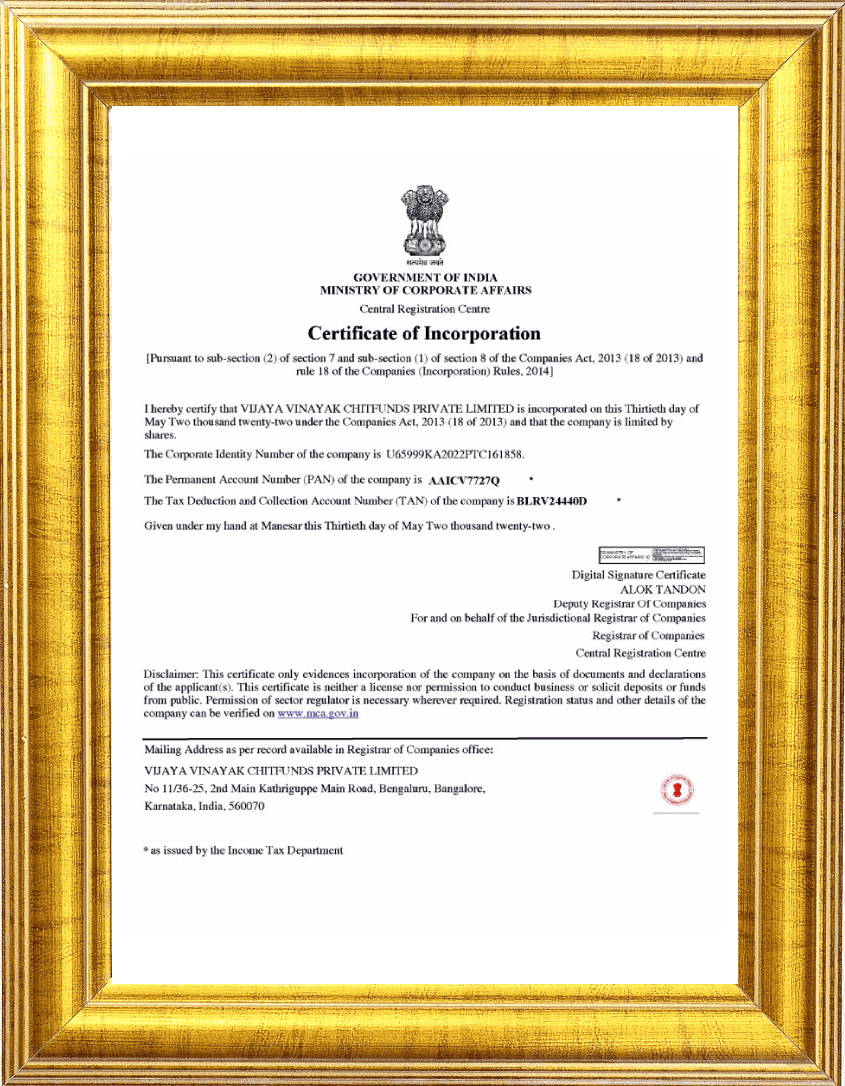 सत्यमेव जयते
GOVERNMENT OF INDIA
MINISTRY OF CORPORATE AFFAIRS
Central Registration Centre
Certificate of Incorporation
[Pursuant to sub-section (2) of section 7 and sub-section (1) of section 8 of the Companies Act, 2013 (18 of 2013) and
rule 18 of the Companies (Incorporation) Rules, 2014]
I hereby certify that VIJAYA VINAYAK CHITFUNDS PRIVATE LIMITED is incorporated on this Thirtieth day of
May Two thousand twenty-two under the Companies Act, 2013 (18 of 2013) and that the company is limited by
shares.
The Corporate Identity Number of the company is U65999KA2022PTC161858.
The Permanent Account Number (PAN) of the company is AAICV7727Q *
The Tax Deduction and Collection Account Number (TAN) of the company is BLRV24440D *
Given under my hand at Manesar this Thirtieth day of May Two thousand twenty-two .
DS MINISTRY OF
CORPORATE AFFAIRS 10
Digital Signature Certificate
ALOK TANDON
Deputy Registrar Of Companies
For and on behalf of the Jurisdictional Registrar of Companies
Registrar of Companies
Central Registration Centre
Disclaimer: This certificate only evidences incorporation of the company on the basis of documents and declarations
of the applicant(s). This certificate is neither a license nor permission to conduct business or solicit deposits or funds
from public. Permission of sector regulator is necessary wherever required. Registration status and other details of the
company can be verified on www.mca.gov.in
Mailing Address as per record available in Registrar of Companies office:
VIJAYA VINAYAK CHITFUNDS PRIVATE LIMITED
No 11/36-25, 2nd Main Kathriguppe Main Road, Bengaluru, Bangalore,
Karnataka, India, 560070
* as issued by the Income Tax Department